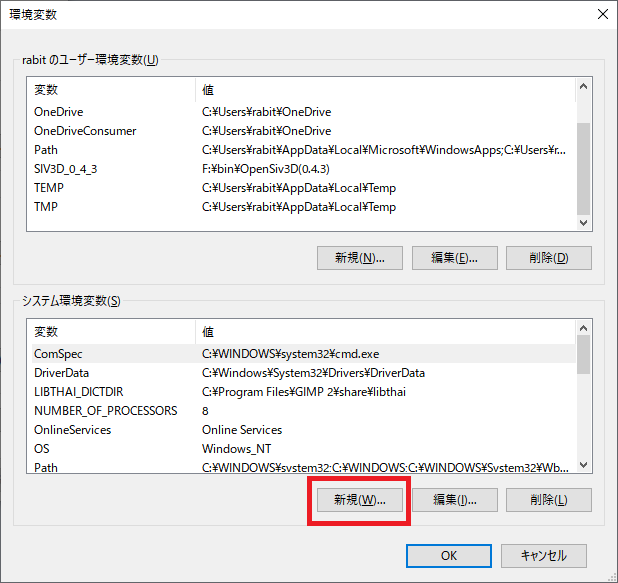 環境変数
rabit のユーザー環境変数(U)
変数 値
OneDrive C:¥Users¥rabit¥OneDrive
OneDriveConsumer C:¥Users¥rabit¥OneDrive
Path C:¥Users¥rabit¥AppData¥Local¥Microsoft¥WindowsApps;C:¥Users¥r...
SIV3D_0_4_3 F:¥bin¥OpenSiv3D(0.4.3)
TEMP C:¥Users¥rabit¥AppData¥Local¥Temp
TMP C:¥Users¥rabit¥AppData¥Local¥Temp
新規(N)... 編集(E)... 削除(D)
システム環境変数(S)
変数 値
ComSpec C:¥WINDOWS¥system32¥cmd.exe
DriverData C:¥Windows¥System32¥Drivers¥DriverData
LIBTHAI_DICTDIR C:¥Program Files¥GIMP 2¥share¥libthai
NUMBER_OF_PROCESSORS 8
OnlineServices Online Services
OS Windows_NT
Path C:¥WINDOWS¥system32;C:¥WINDOWS;C:¥WINDOWS¥System32¥Wb...
新規(W)... 編集(I)... 削除(L)
OK キャンセル